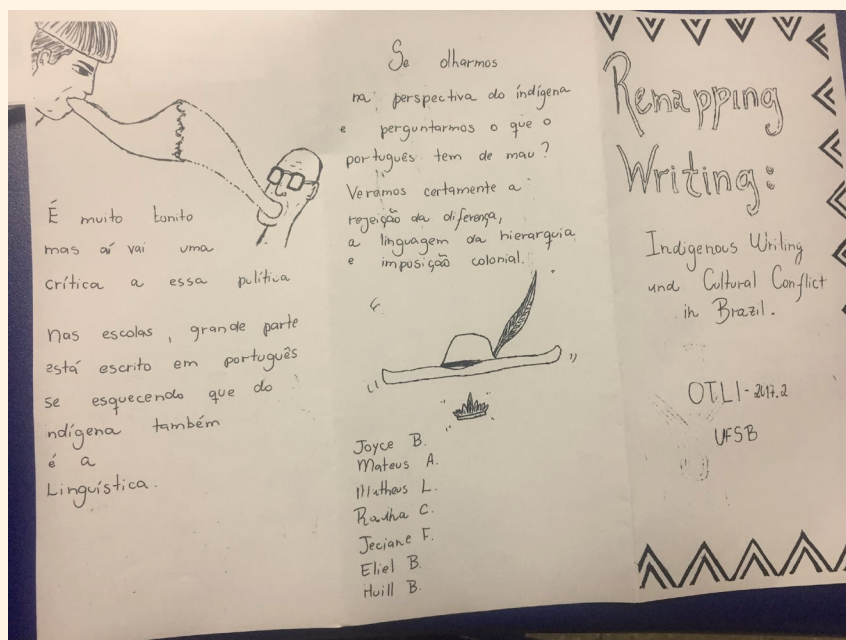 É muito bonito
mas aí vai uma
crítica a essa política
Nas escolas, grande parte
está escrito em português
se esquecendo que do
ndígena também
é a
Linguística.
Se olharmos
na perspectiva do indígena
e perguntarmos o que o
português tem de mau?
Veramos certamente a
rejeição da diferença,
a linguagem da hierarquia
e imposição colonial.
Joyce B.
Mateus A.
Matheus L.
C.
Jeciane F.
Eliel B.
Huill B.
Remapping
Writing:
Indigenous Writing
and Cultural Conflict
in Brazil.
OTLI-2017.2
UFSB